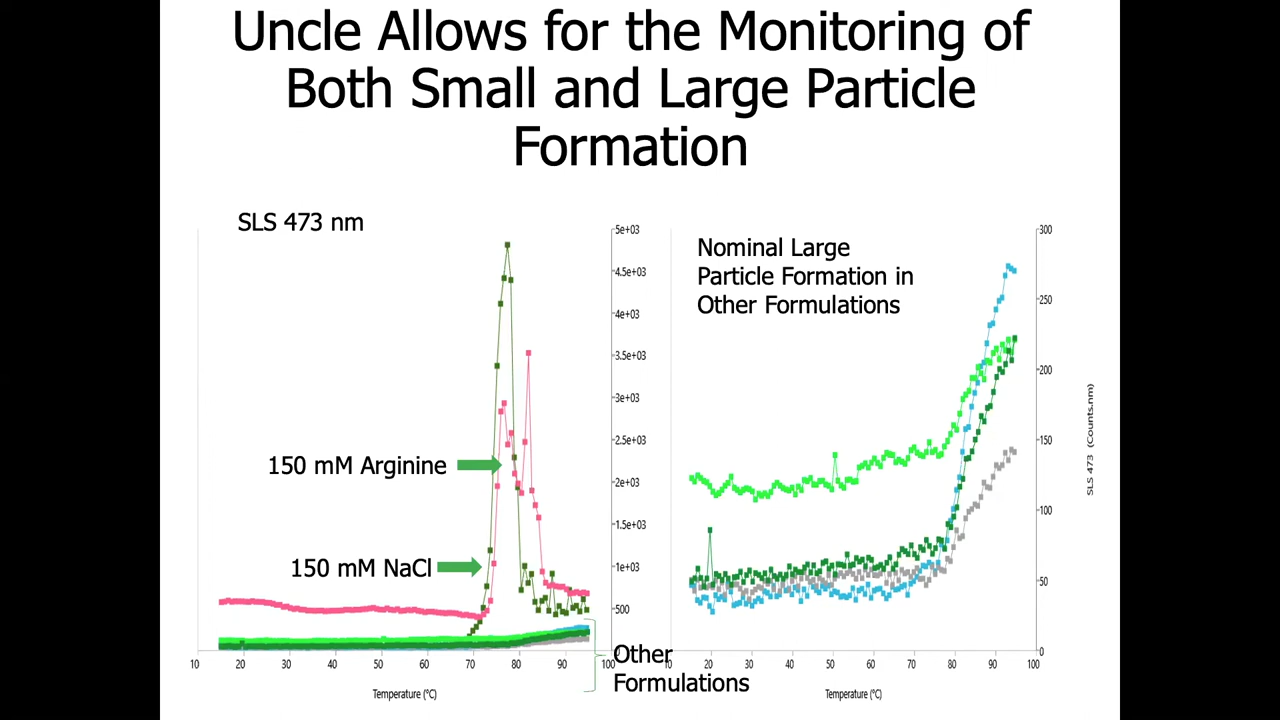 Uncle Allows for the Monitoring of
Both Small and Large Particle
Formation
SLS 473 nm
5e+03
4.5e+03
4e+03
3.5e+03
3e+03
2.5e+03
2e+03
1.5e+03
1e+03
500
150 mM Arginine
150 mM NaCl
10 20 30 40 50 60 70 80 90 100
Temperature (°C)
Other
Formulations
Nominal Large
Particle Formation in
Other Formulations
300
250
200
150
100
50
0
SLS 473 (Counts.nm)
10 20 30 40 50 60 70 80 90 100
Temperature (°C)